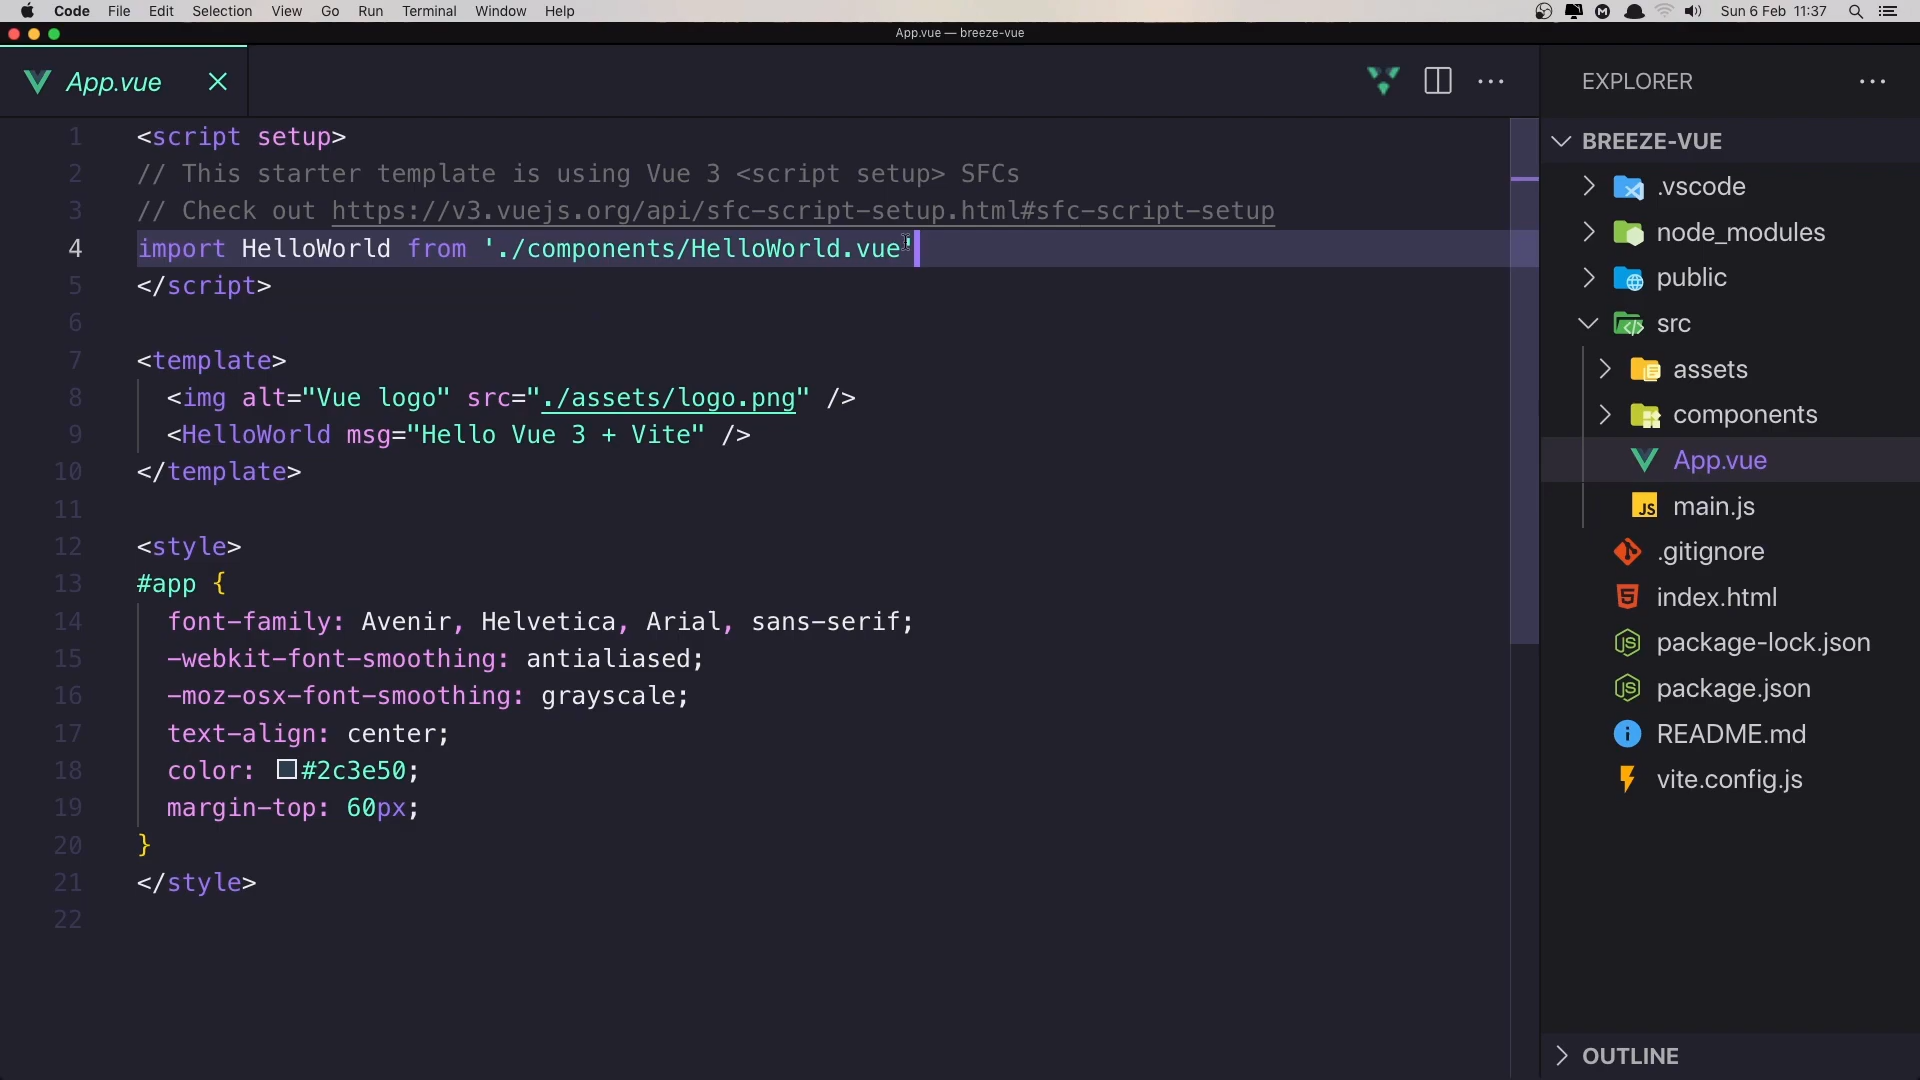 Code File Edit Selection View Go Run Terminal Window Help Sun 6 Feb 11:37
App.vue — breeze-vue
App.vue
1 <script setup>
2 // This starter template is using Vue 3 <script setup> SFCs
3 // Check out https://v3.vuejs.org/api/sfc-script-setup.html#sfc-script-setup
4 import HelloWorld from './components/HelloWorld.vue'
5 </script>
6
7 <template>
8 <img alt="Vue logo" src="./assets/logo.png" />
9 <HelloWorld msg="Hello Vue 3 + Vite" />
10 </template>
11
12 <style>
13 #app {
14 font-family: Avenir, Helvetica, Arial, sans-serif;
15 -webkit-font-smoothing: antialiased;
16 -moz-osx-font-smoothing: grayscale;
17 text-align: center;
18 color: #2c3e50;
19 margin-top: 60px;
20 }
21 </style>
22
EXPLORER
BREEZE-VUE
.vscode
node_modules
public
src
assets
components
App.vue
JS main.js
.gitignore
index.html
package-lock.json
package.json
README.md
vite.config.js
OUTLINE